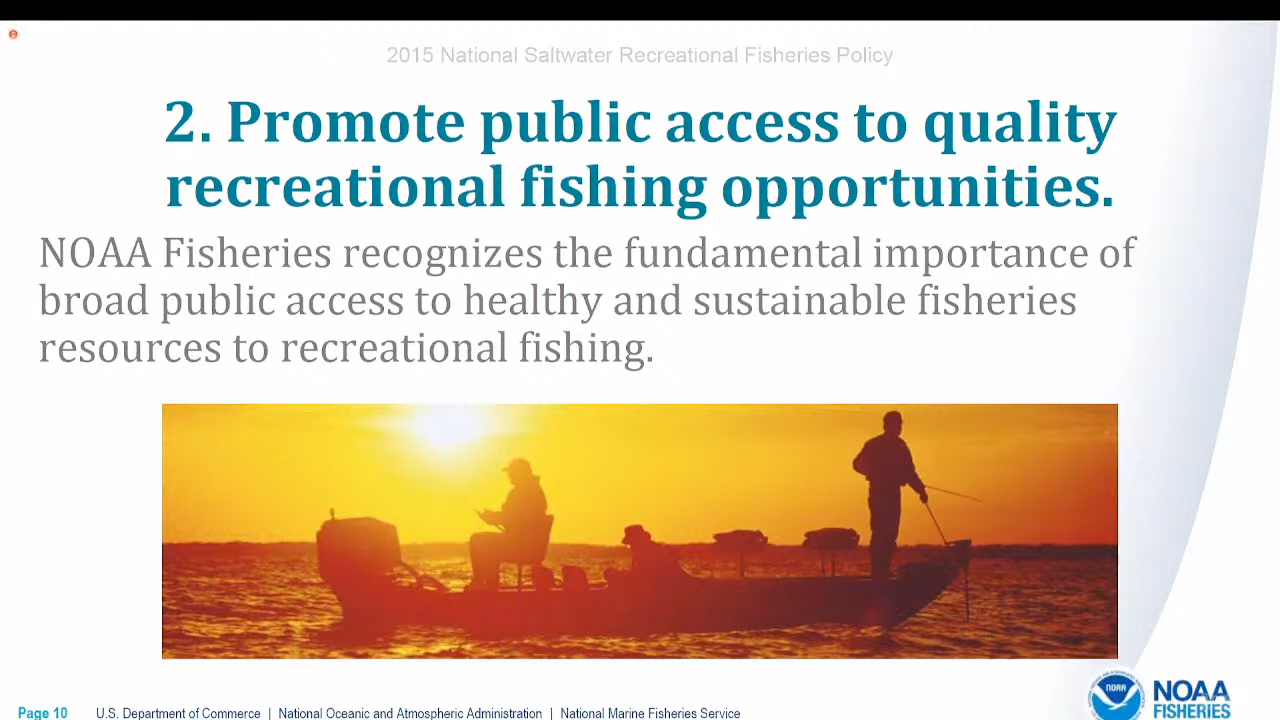 2015 National Saltwater Recreational Fisheries Policy
2. Promote public access to quality
recreational fishing opportunities.
NOAA Fisheries recognizes the fundamental importance of
broad public access to healthy and sustainable fisheries
resources to recreational fishing.
NOAA
NOAA
FISHERIES
Page 10 U.S. Department of Commerce | National Oceanic and Atmospheric Administration | National Marine Fisheries Service